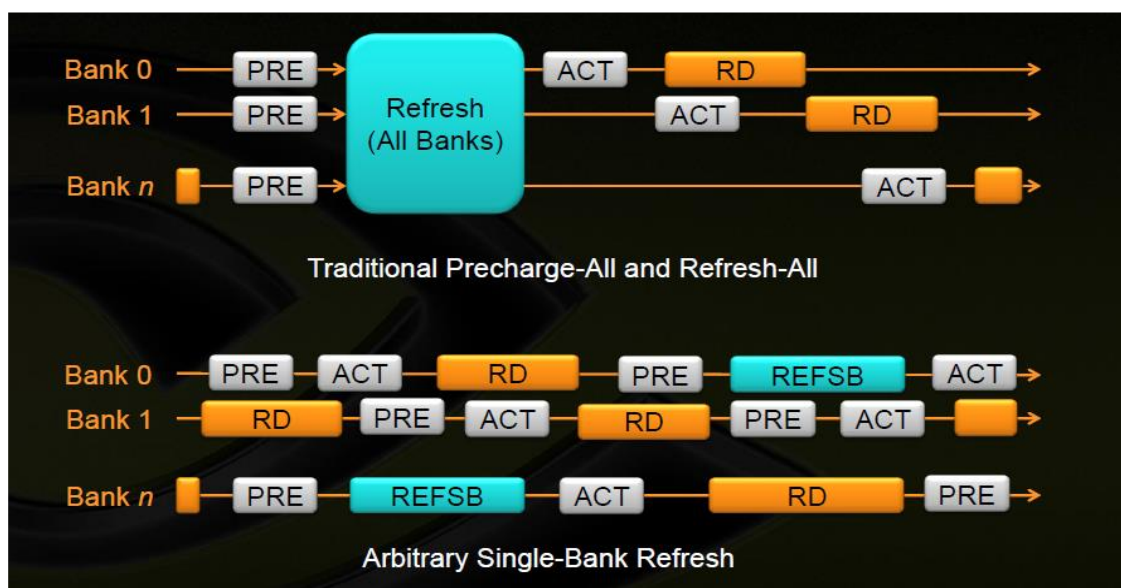 Bank 0 PRE ACT RD
Refresh
(All Banks)
Bank 1 PRE ACT RD
Bank n PRE ACT
Traditional Precharge-All and Refresh-All
Bank 0 PRE ACT RD PRE REFSB ACT
Bank 1 RD PRE ACT RD PRE ACT
Bank n PRE REFSB ACT RD PRE
Arbitrary Single-Bank Refresh